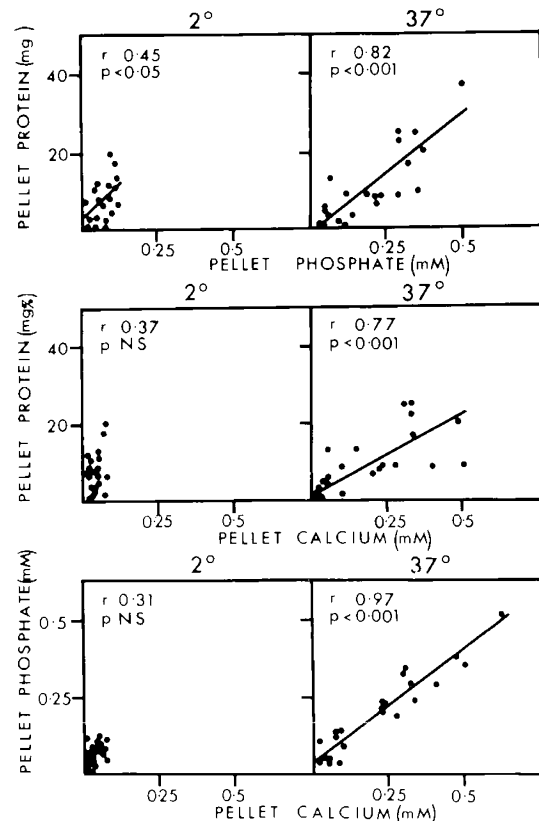 2° 37°
PELLET PROTEIN (mg)
40
20
r 0·45
p<0·05
r 0·82
p<0·001
0·25 0·5 0·25 0·5
PELLET PHOSPHATE (mM)
2° 37°
PELLET PROTEIN (mg%)
40
20
r 0·37
p NS
r 0·77
p<0·001
0·25 0·5 0·25 0·5
PELLET CALCIUM (mM)
2° 37°
PELLET PHOSPHATE (mM)
0·5
0·25
r 0·31
p NS
r 0·97
p<0·001
0·25 0·5 0·25 0·5
PELLET CALCIUM (mM)